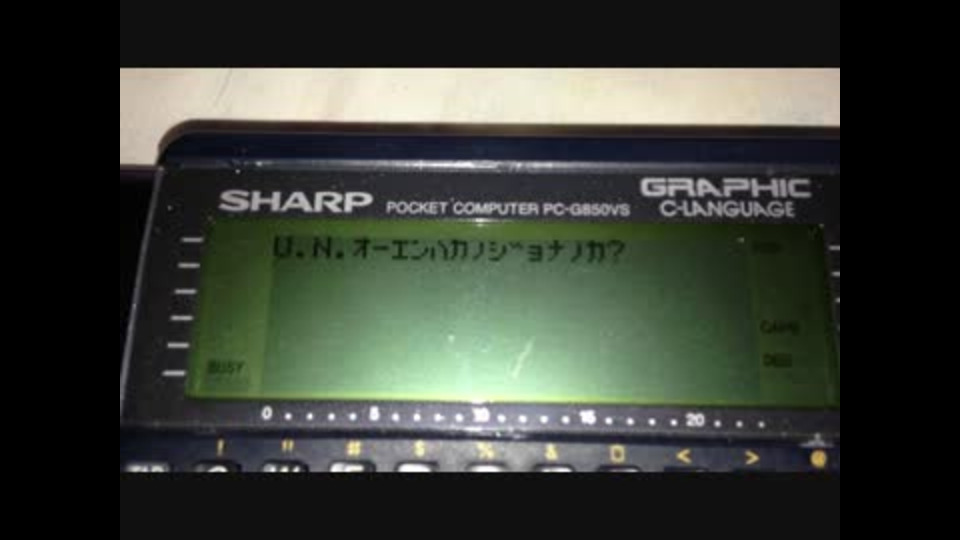 GRAPHIC
SHARP POCKET COMPUTER PC-G850VS C-LANGUAGE
U.N.オーエンハカノジョナノカ?
BUSY
0 5 10 15 20
! " # $ % & □ < > @